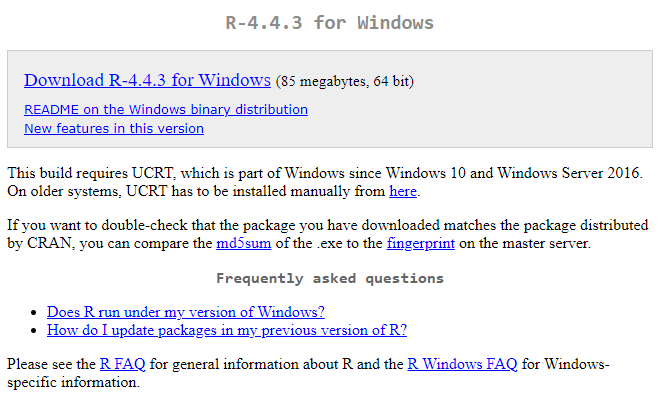 R-4.4.3 for Windows
Download R-4.4.3 for Windows (85 megabytes, 64 bit)
README on the Windows binary distribution
New features in this version
This build requires UCRT, which is part of Windows since Windows 10 and Windows Server 2016.
On older systems, UCRT has to be installed manually from here.
If you want to double-check that the package you have downloaded matches the package distributed
by CRAN, you can compare the md5sum of the .exe to the fingerprint on the master server.
Frequently asked questions
Does R run under my version of Windows?
How do I update packages in my previous version of R?
Please see the R FAQ for general information about R and the R Windows FAQ for Windows-
specific information.